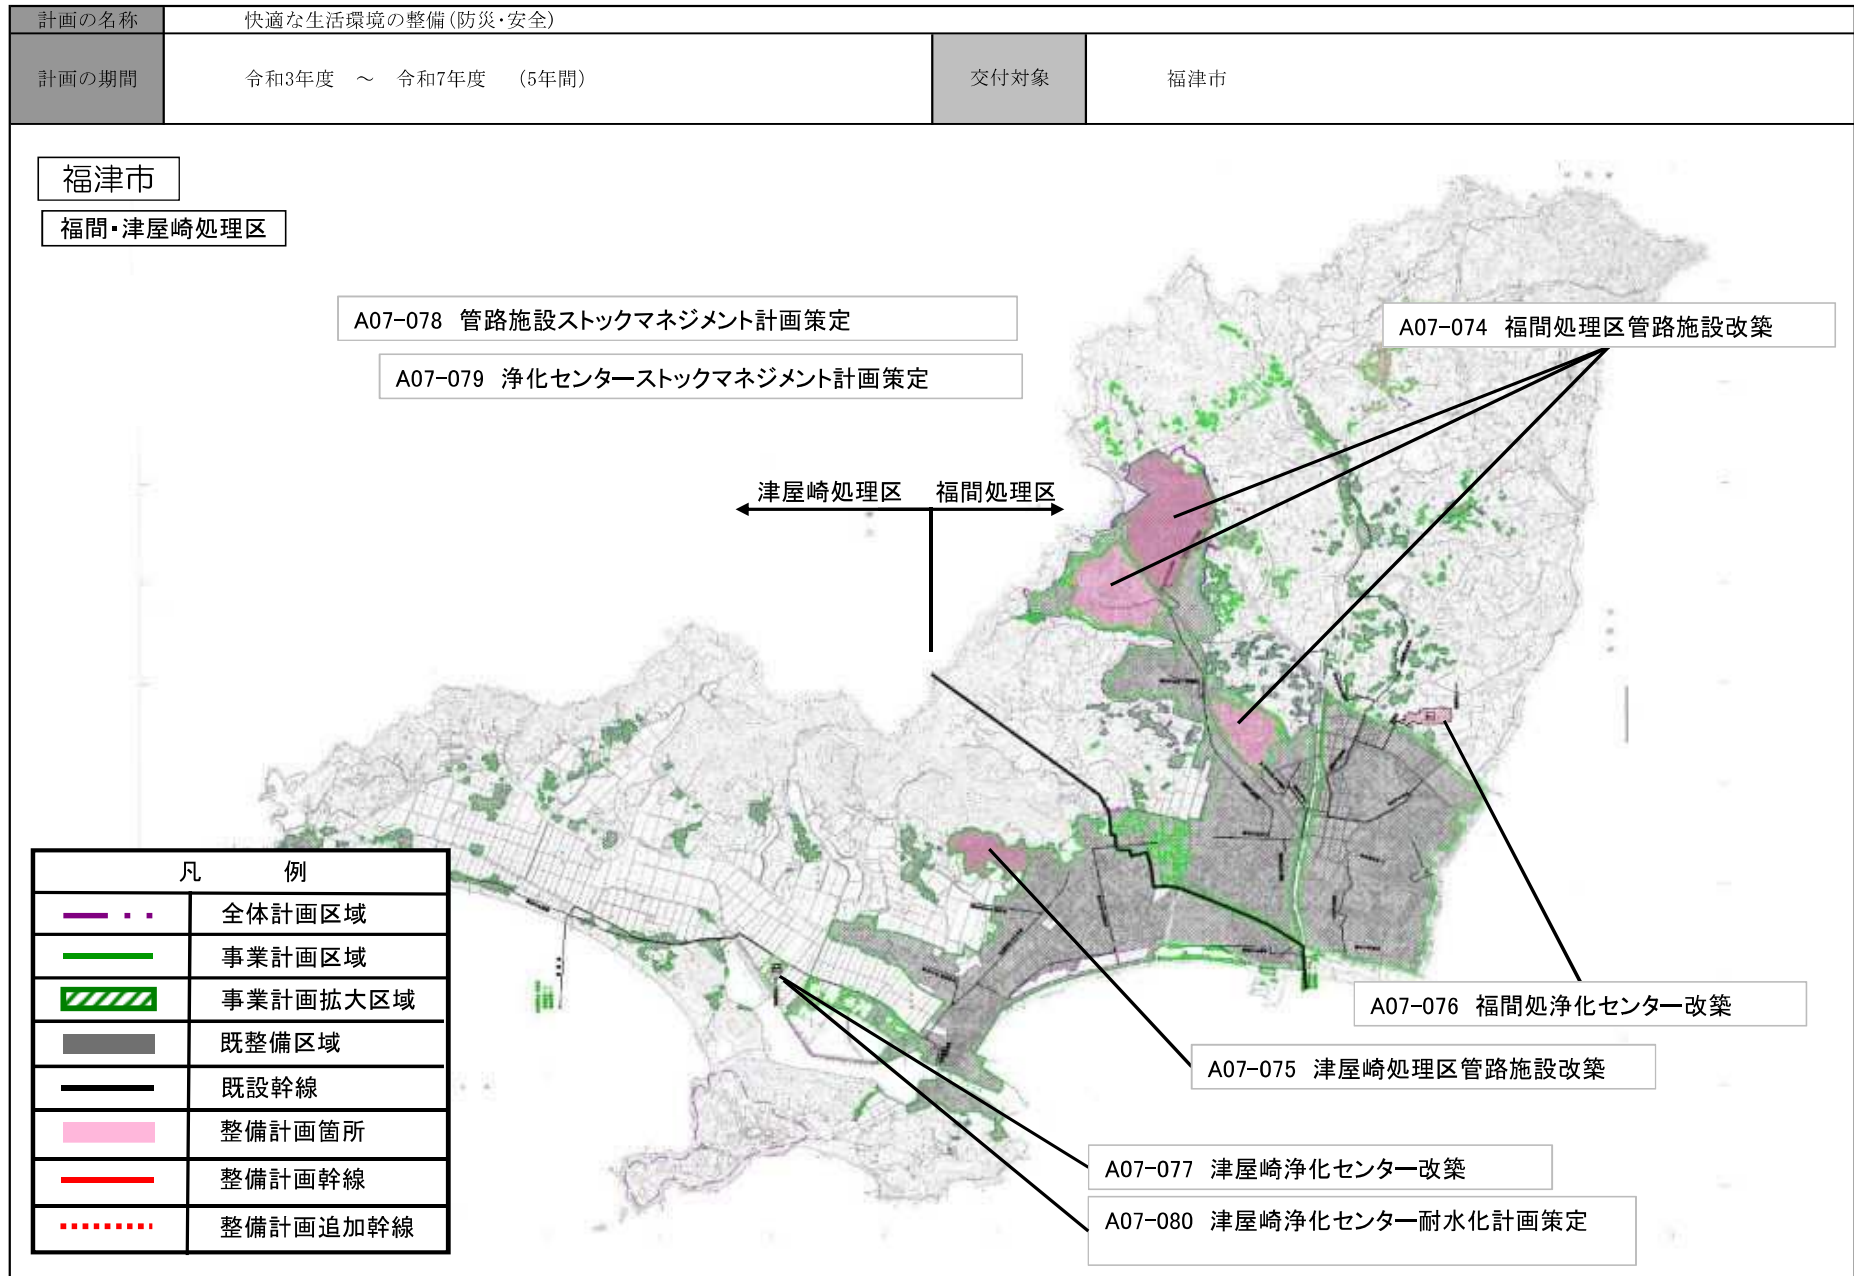 計画の名称 快適な生活環境の整備(防災・安全)
計画の期間 令和3年度 ～ 令和7年度 (5年間) 交付対象 福津市
福津市
福間・津屋崎処理区
A07-078 管路施設ストックマネジメント計画策定
A07-074 福間処理区管路施設改築
A07-079 浄化センターストックマネジメント計画策定
津屋崎処理区 福間処理区
凡 例
全体計画区域
事業計画区域
事業計画拡大区域
既整備区域
既設幹線
整備計画箇所
整備計画幹線
整備計画追加幹線
A07-076 福間処浄化センター改築
A07-075 津屋崎処理区管路施設改築
A07-077 津屋崎浄化センター改築
A07-080 津屋崎浄化センター耐水化計画策定